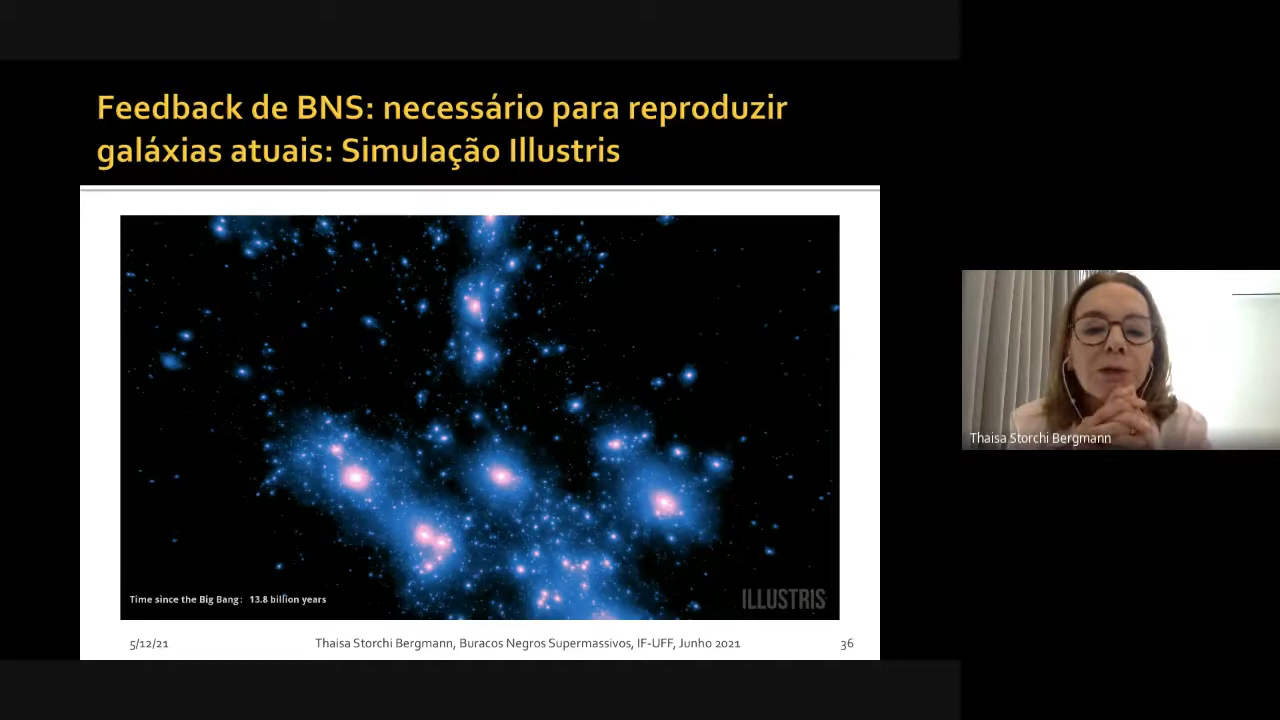 Feedback de BNS: necessário para reproduzir
galáxias atuais: Simulação Illustris
Time since the Big Bang: 13.8 billion years
ILLUSTRIS
5/12/21
Thaisa Storchi Bergmann, Buracos Negros Supermassivos, IF-UFF, Junho 2021
36
Thaisa Storchi Bergmann